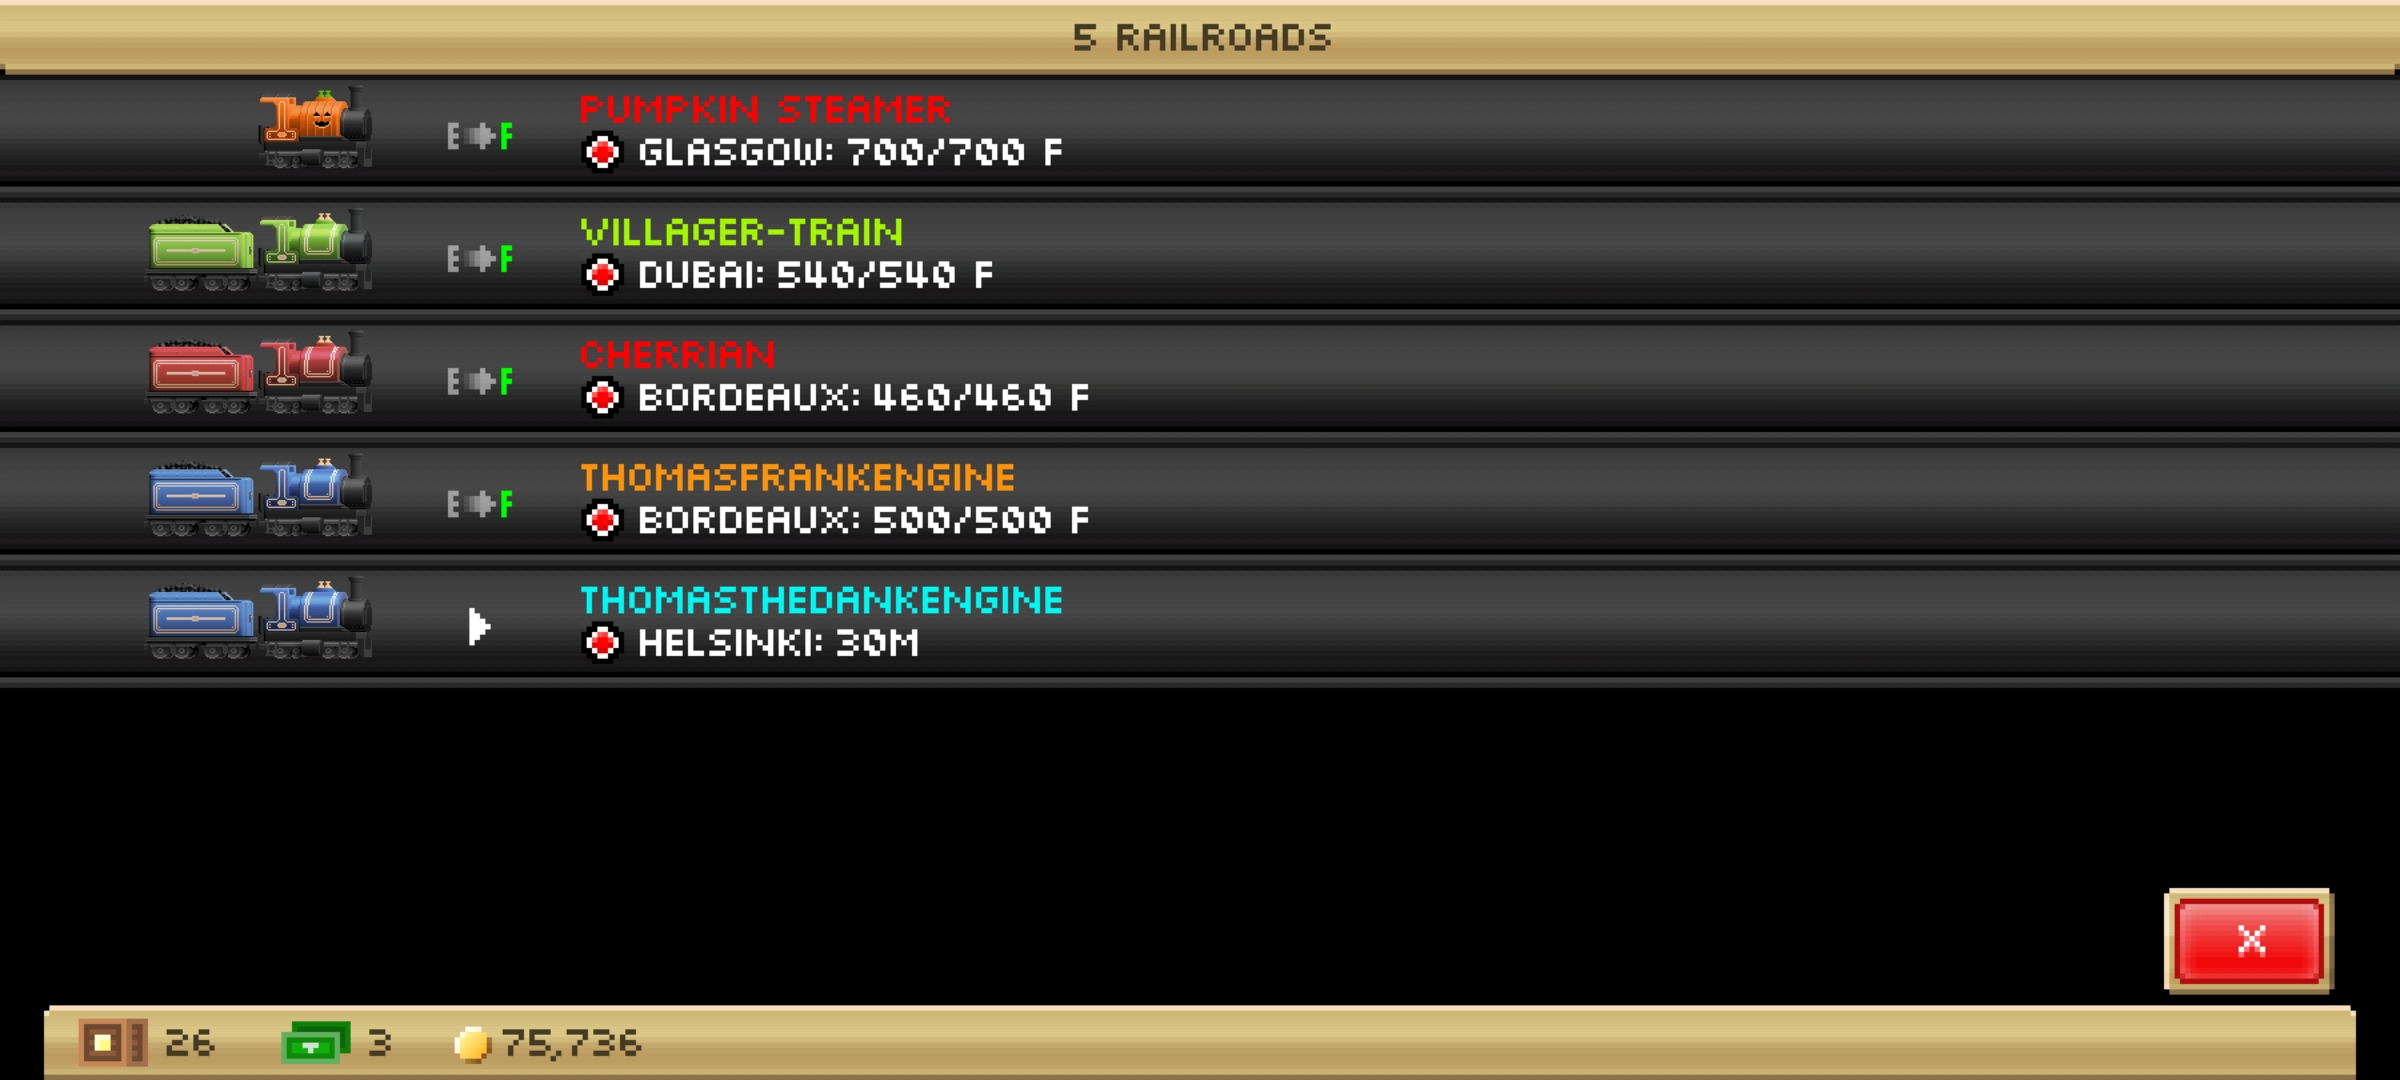 5 RAILROADS
E F
PUMPKIN STEAMER
GLASGOW: 700/700 F
E F
VILLAGER-TRAIN
DUBAI: 540/540 F
E F
CHERRIAN
BORDEAUX: 460/460 F
E F
THOMASFRANKENGINE
BORDEAUX: 500/500 F
THOMASTHEDANKENGINE
HELSINKI: 30M
X
26 3 75,736